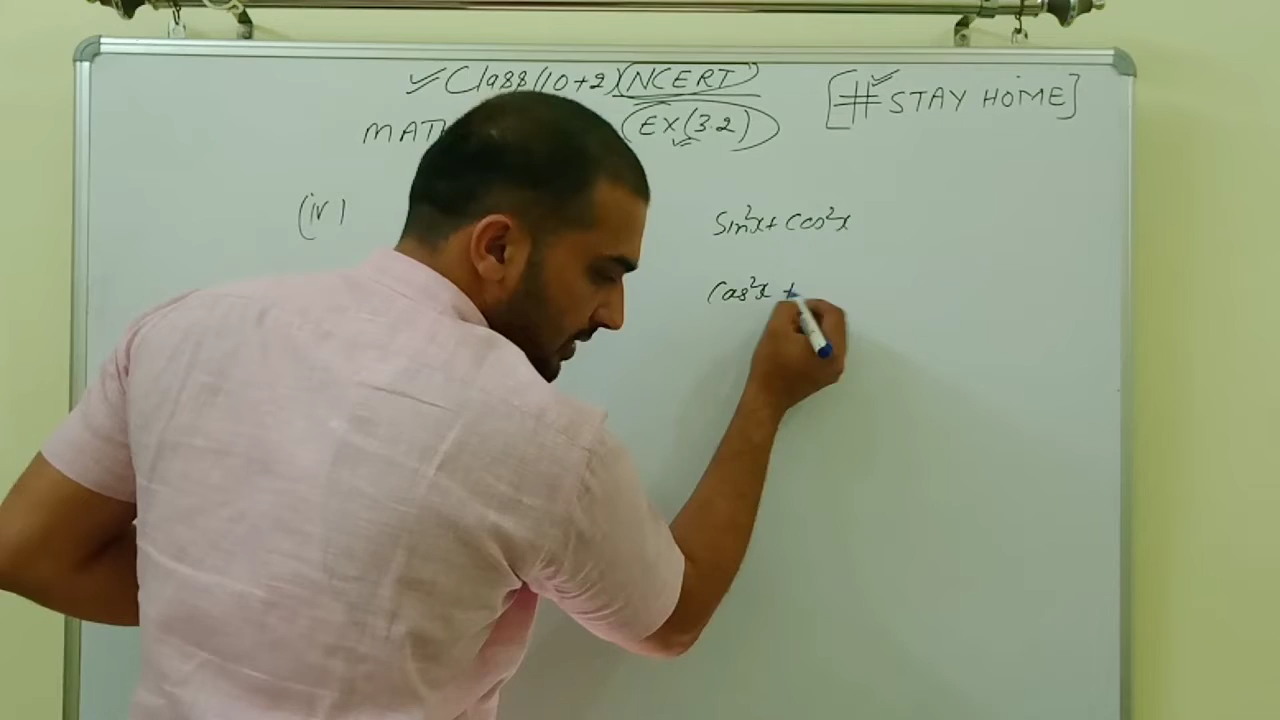 ✓ Class (10+2) (NCERT)
MATH EX(3.2)
[# STAY HOME]
(iv)
Sin²x + Cos²x
Cos²x +